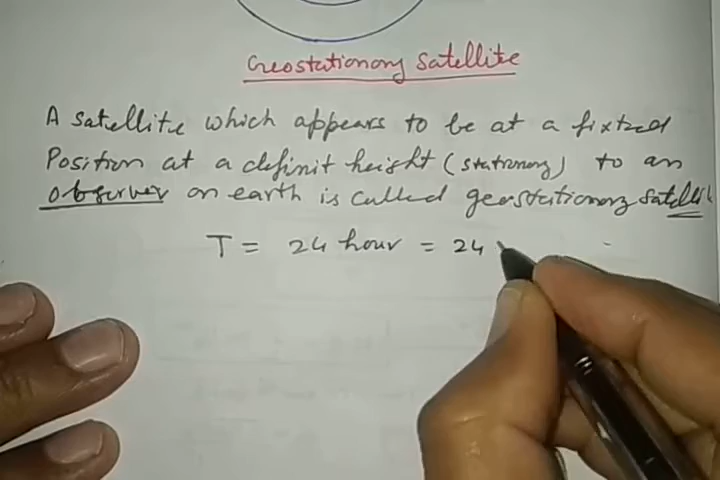 Geostationary satellite
A satellite which appears to be at a fixted
Position at a definit height (stationary) to an
observer on earth is called geostationary satellit
T = 24 hour = 24